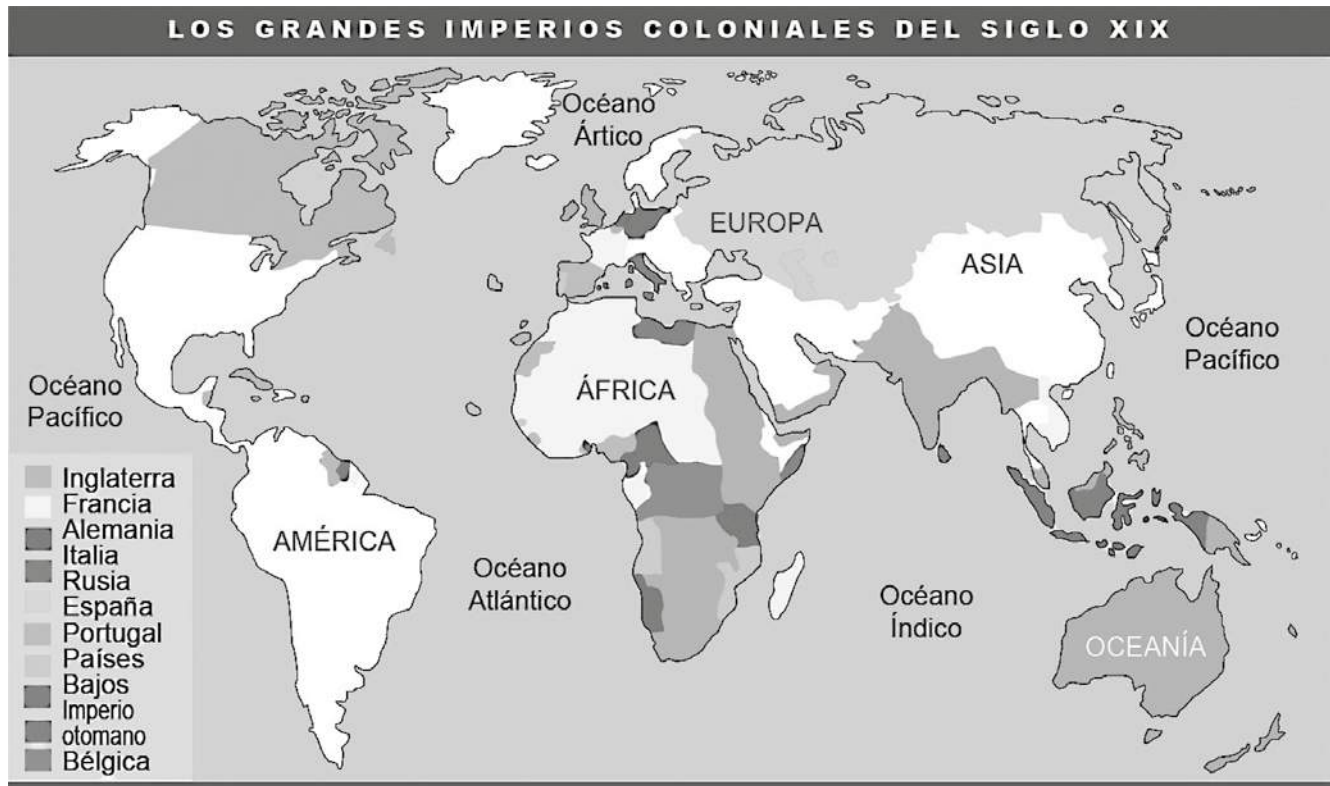 LOS GRANDES IMPERIOS COLONIALES DEL SIGLO XIX
Océano
Ártico
EUROPA
ASIA
Océano
Pacífico
Océano
Pacífico
ÁFRICA
AMÉRICA
Océano
Atlántico
Océano
Índico
OCEANÍA
Inglaterra
Francia
Alemania
Italia
Rusia
España
Portugal
Países
Bajos
Imperio
otomano
Bélgica